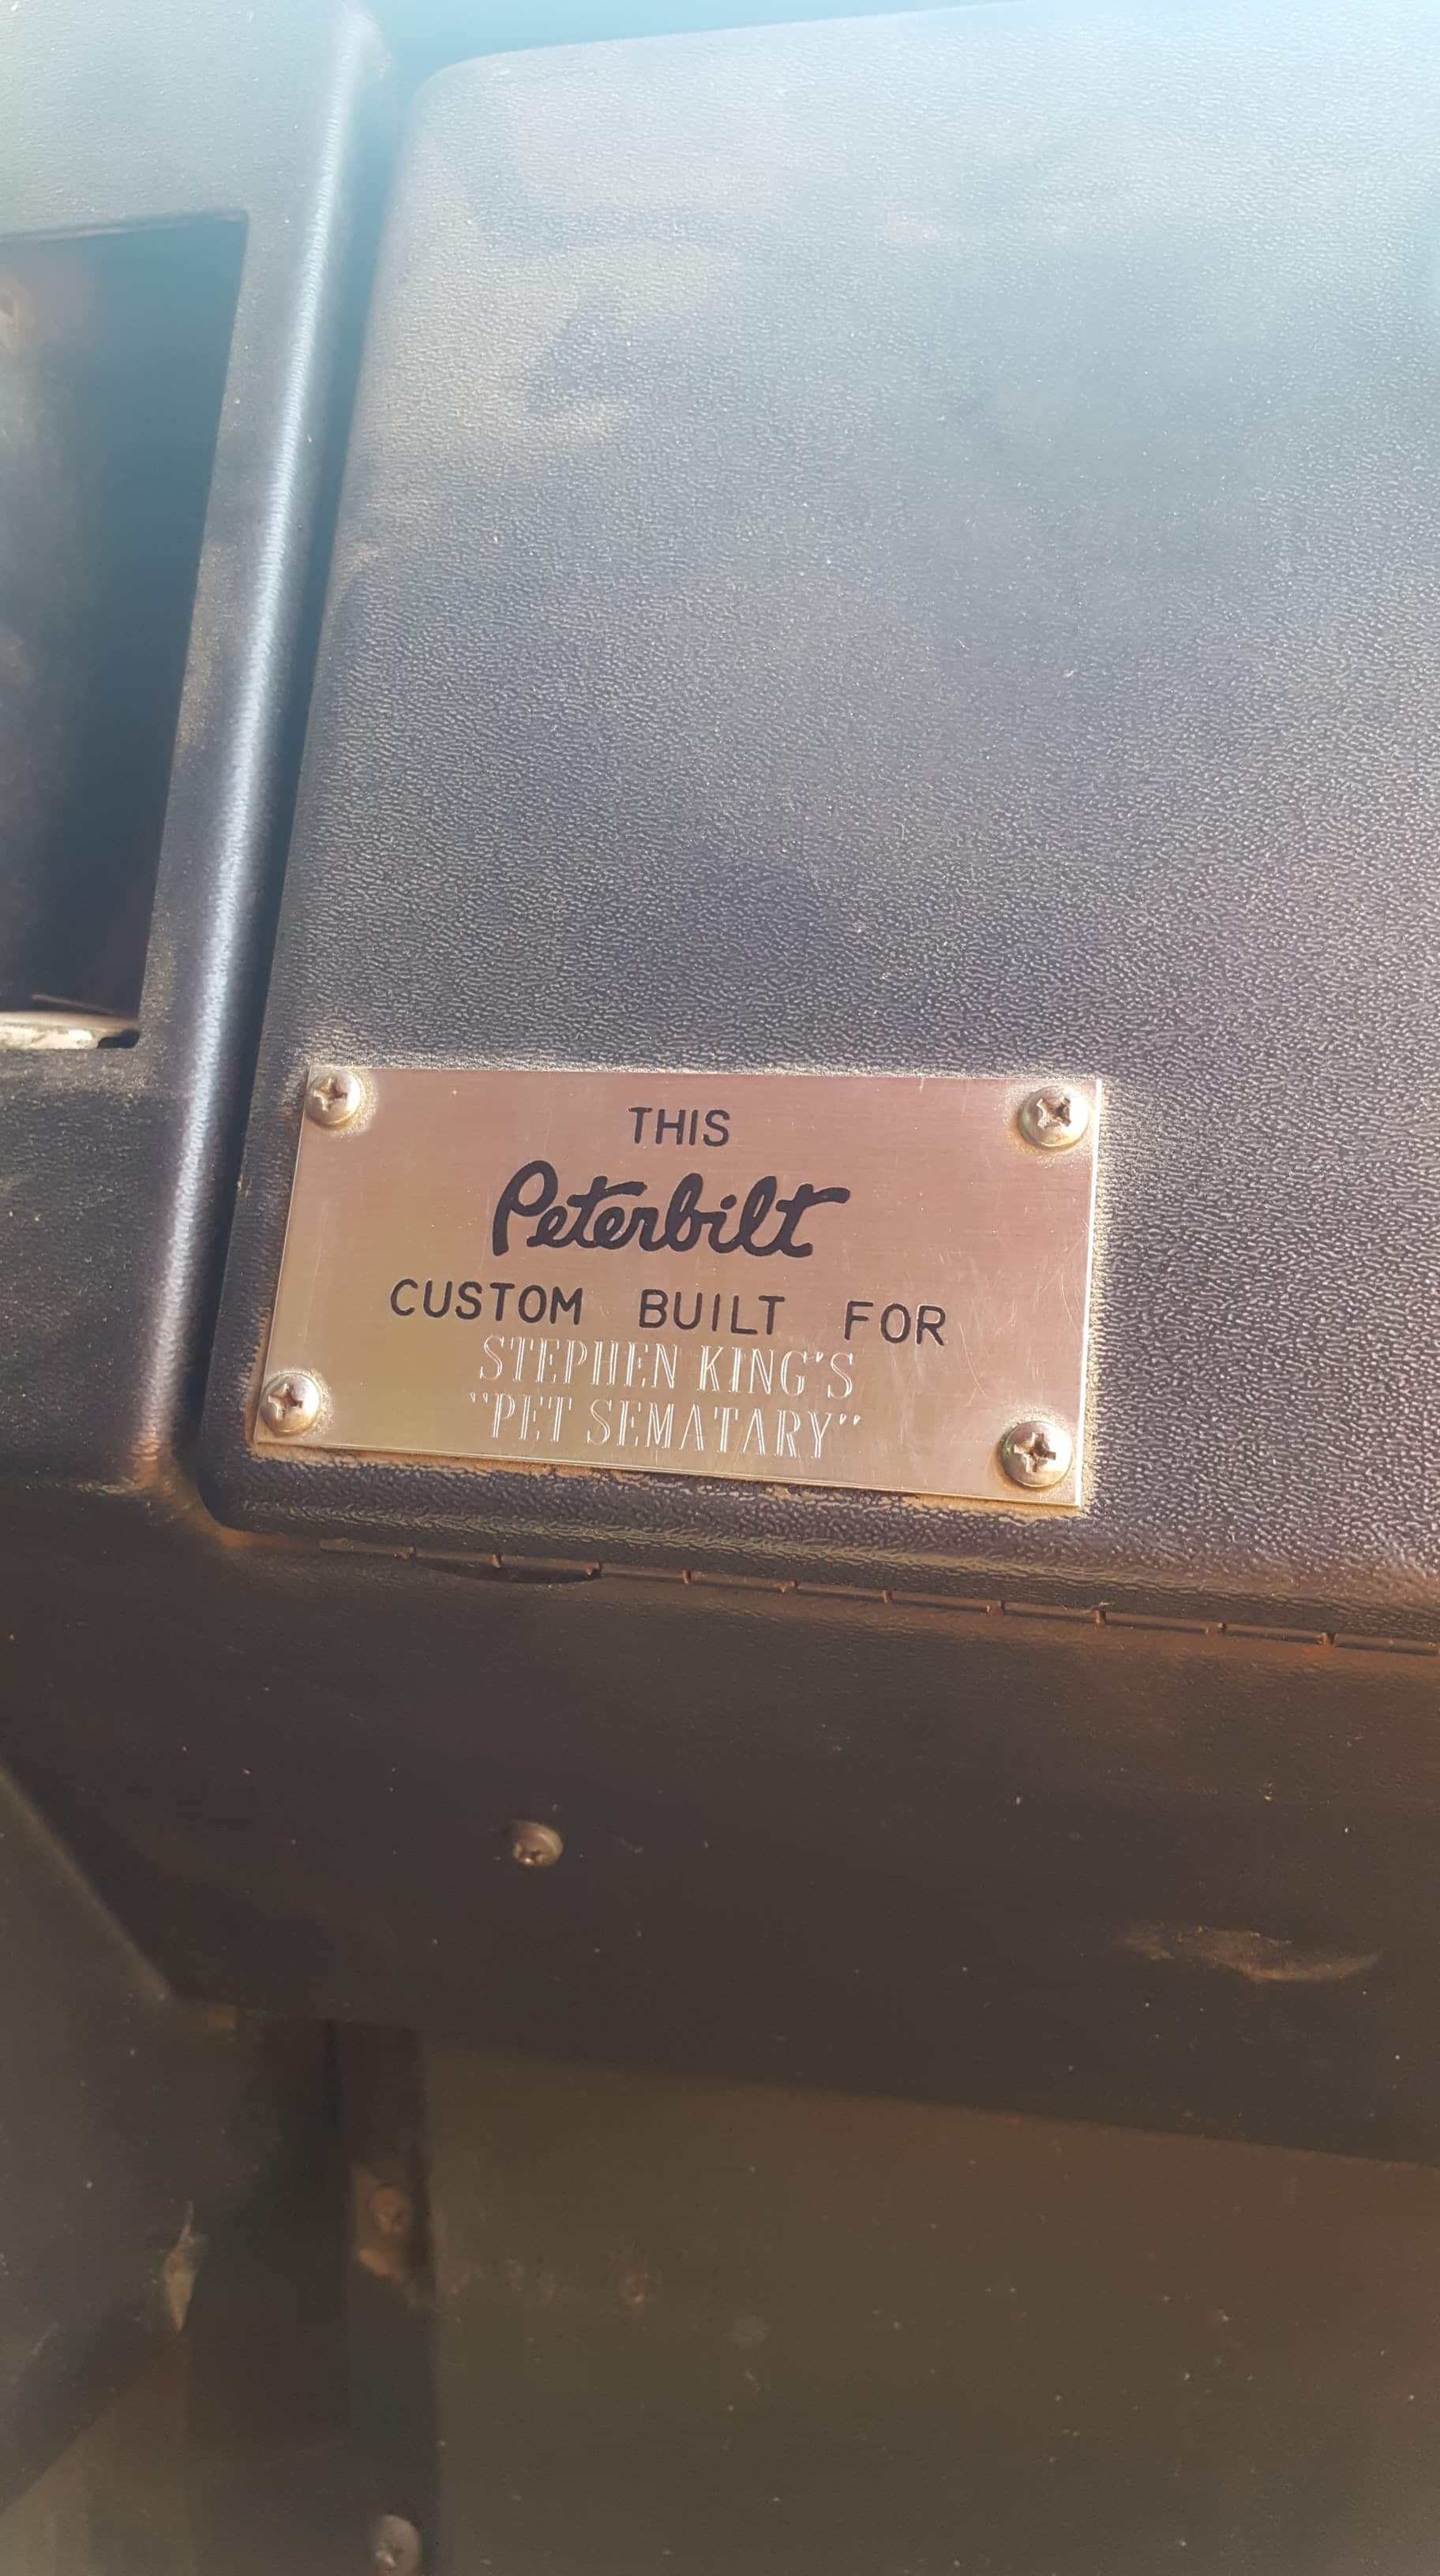 THIS
Peterbilt
CUSTOM BUILT FOR
STEPHEN KING'S
"PET SEMATARY"